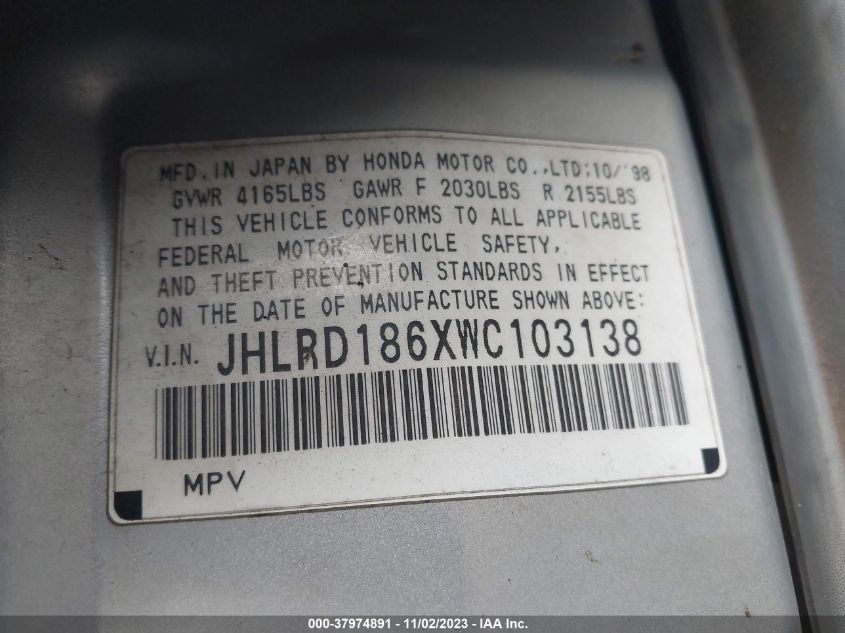 MFD. IN JAPAN BY HONDA MOTOR CO.,LTD:10/'98
GVWR 4165LBS GAWR F 2030LBS R 2155LBS
THIS VEHICLE CONFORMS TO ALL APPLICABLE
FEDERAL MOTOR VEHICLE SAFETY,
AND THEFT PREVENTION STANDARDS IN EFFECT
ON THE DATE OF MANUFACTURE SHOWN ABOVE:
V.I.N. JHLRD186XWC103138
MPV
000-37974891 - 11/02/2023 - IAA Inc.